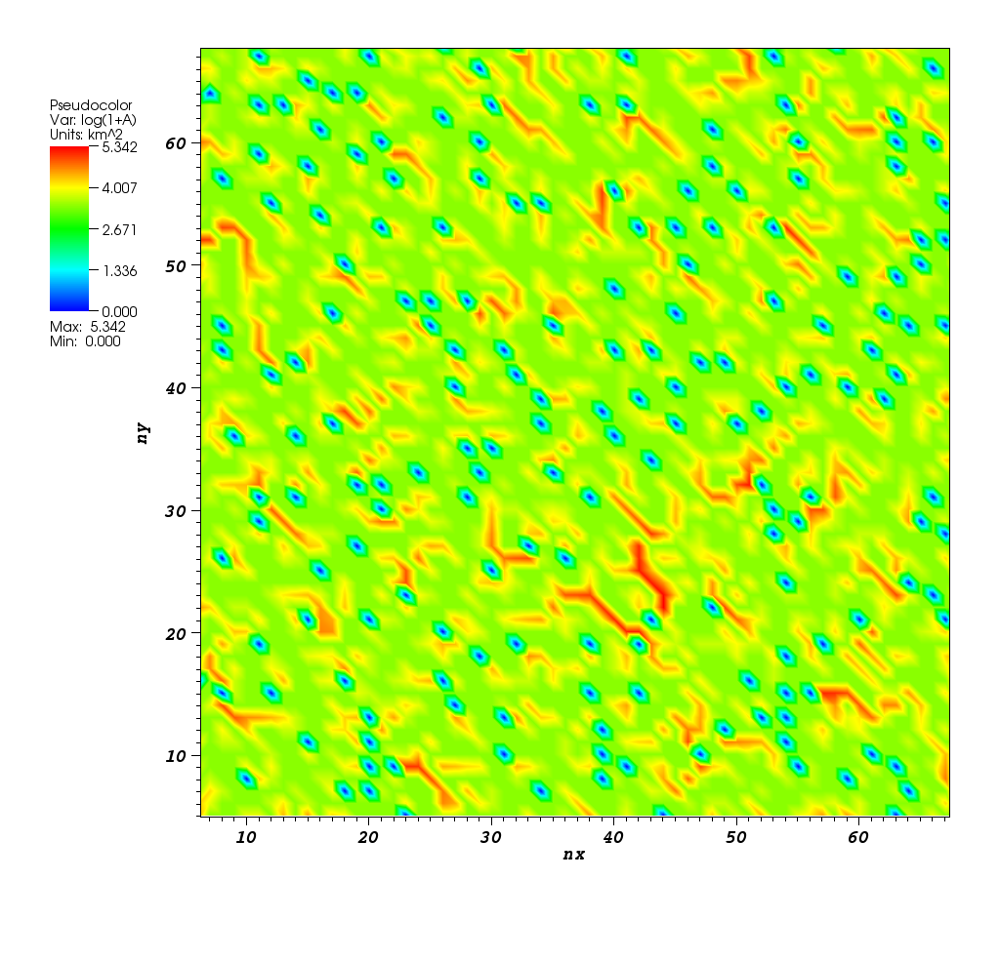 Pseudocolor
Var: log(1+A)
Units: km^2
5.342
4.007
2.671
1.336
0.000
Max: 5.342
Min: 0.000
60
50
40
30
20
10
ny
10 20 30 40 50 60
nx